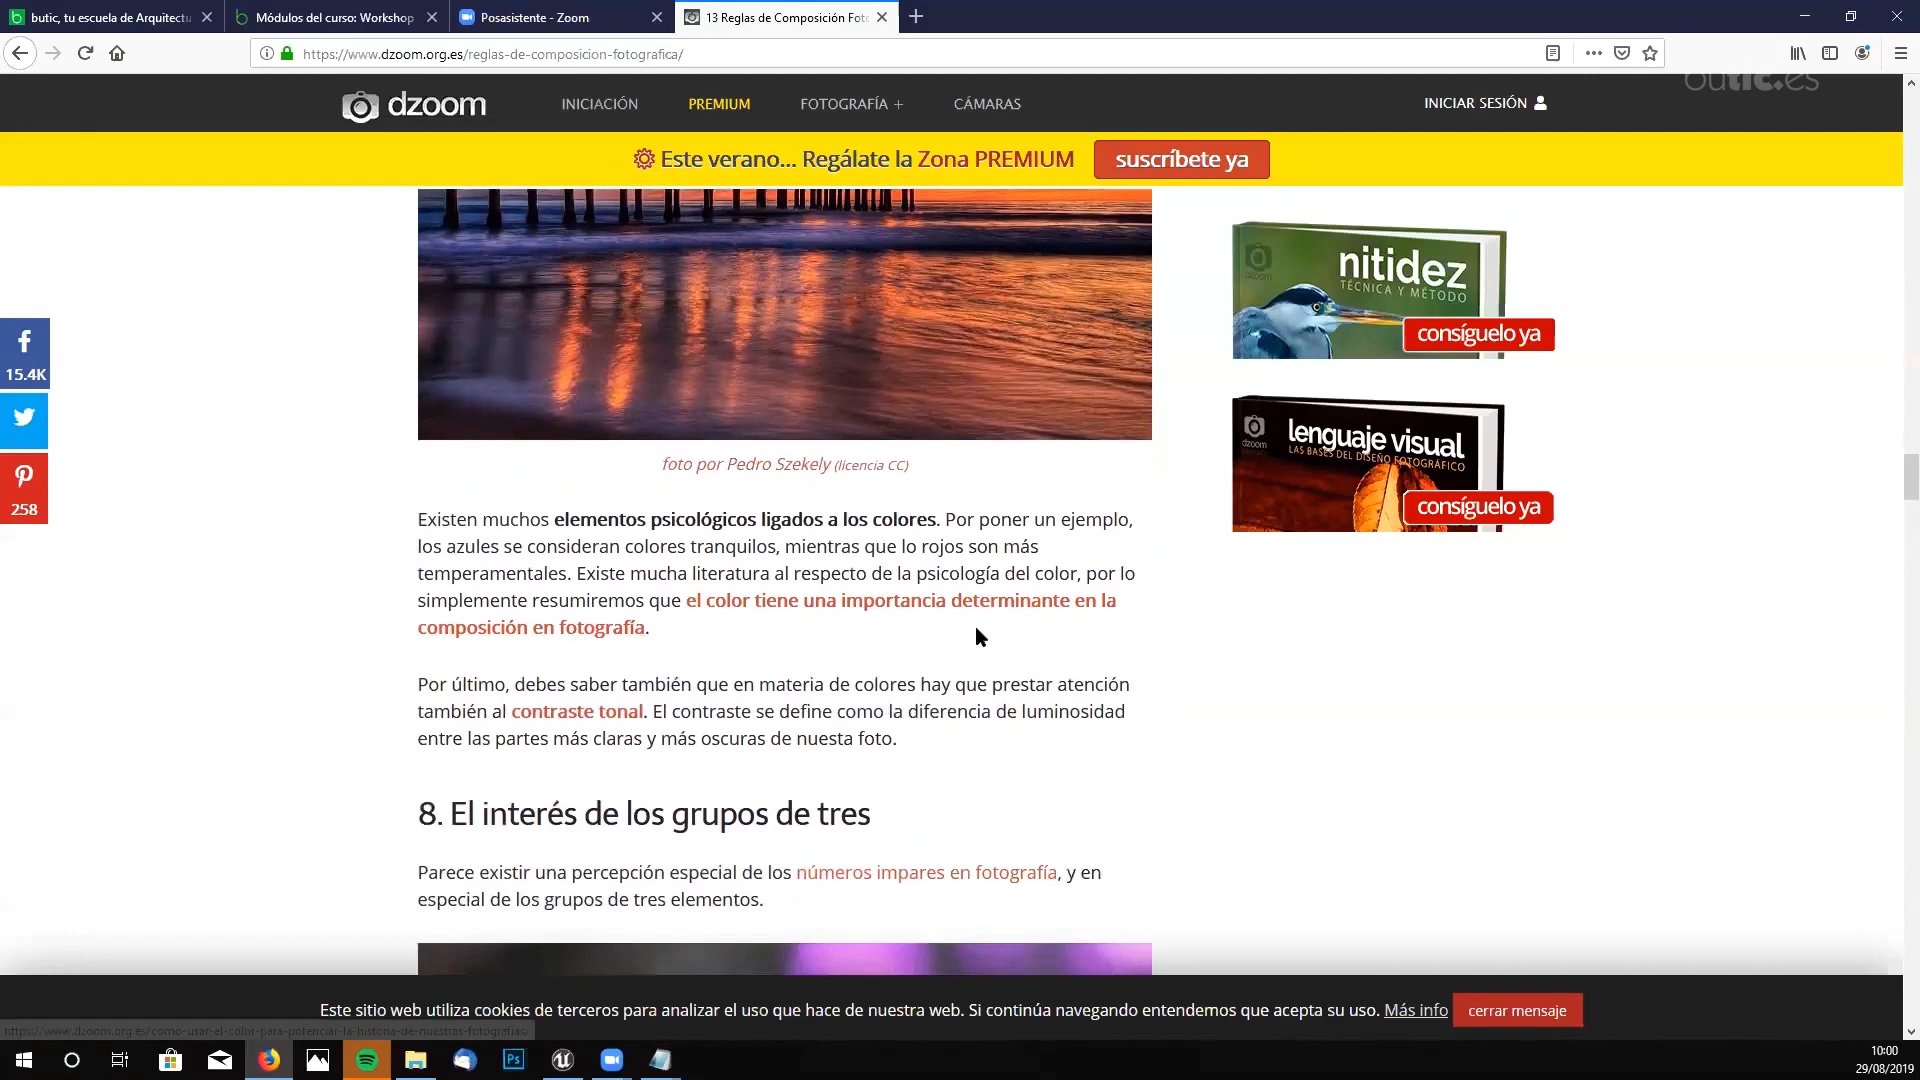 butic, tu escuela de Arquitectu
Módulos del curso: Workshop
Posasistente - Zoom
13 Reglas de Composición Foto
https://www.dzoom.org.es/reglas-de-composicion-fotografica/
butic.es
dzoom
INICIACIÓN
PREMIUM
FOTOGRAFÍA +
CÁMARAS
INICIAR SESIÓN
Este verano... Regálate la Zona PREMIUM
suscríbete ya
nitidez
TÉCNICA Y MÉTODO
consíguelo ya
15.4K
258
dzoom
lenguaje visual
LAS BASES DEL DISEÑO FOTOGRÁFICO
consíguelo ya
foto por Pedro Szekely (licencia CC)
Existen muchos elementos psicológicos ligados a los colores. Por poner un ejemplo,
los azules se consideran colores tranquilos, mientras que lo rojos son más
temperamentales. Existe mucha literatura al respecto de la psicología del color, por lo
simplemente resumiremos que el color tiene una importancia determinante en la
composición en fotografía.
Por último, debes saber también que en materia de colores hay que prestar atención
también al contraste tonal. El contraste se define como la diferencia de luminosidad
entre las partes más claras y más oscuras de nuesta foto.
8. El interés de los grupos de tres
Parece existir una percepción especial de los números impares en fotografía, y en
especial de los grupos de tres elementos.
Este sitio web utiliza cookies de terceros para analizar el uso que hace de nuestra web. Si continúa navegando entendemos que acepta su uso. Más info
cerrar mensaje
https://www.dzoom.org.es/como-usar-el-color-para-potenciar-la-historia-de-nuestras-fotografias/
Ps
10:00
29/08/2019